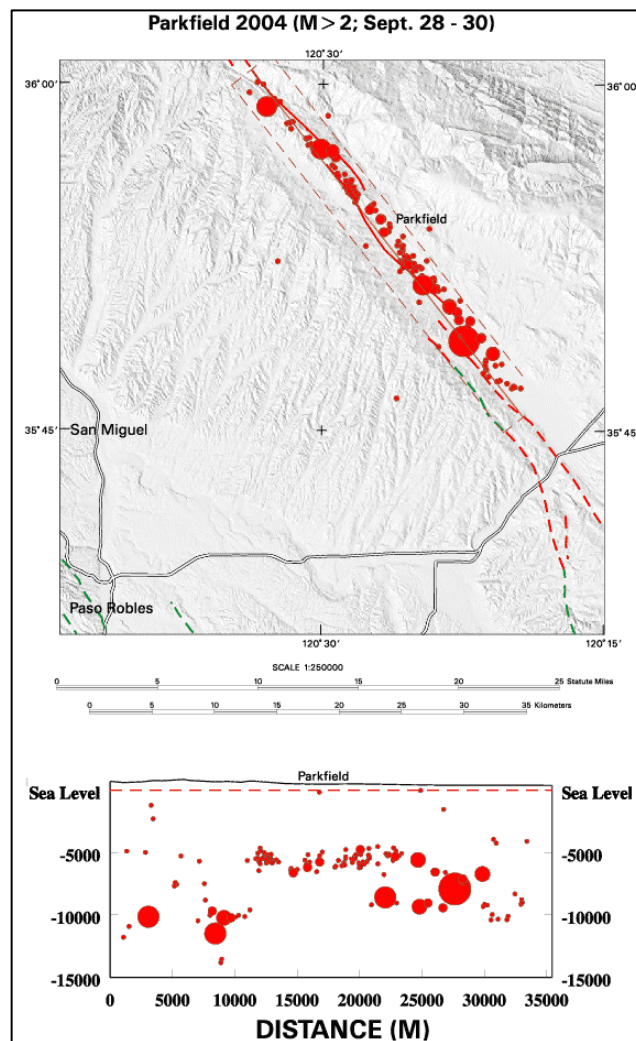 Parkfield 2004 (M > 2; Sept. 28 - 30)
120°30'
36°00'
36°00'
Parkfield
35°45'
35°45'
San Miguel
Paso Robles
120°30'
120°15'
SCALE 1:250000
0 5 10 15 20 25 Statute Miles
0 5 10 15 20 25 30 35 Kilometers
Parkfield
Sea Level
Sea Level
-5000
-5000
-10000
-10000
-15000
-15000
0 5000 10000 15000 20000 25000 30000 35000
DISTANCE (M)